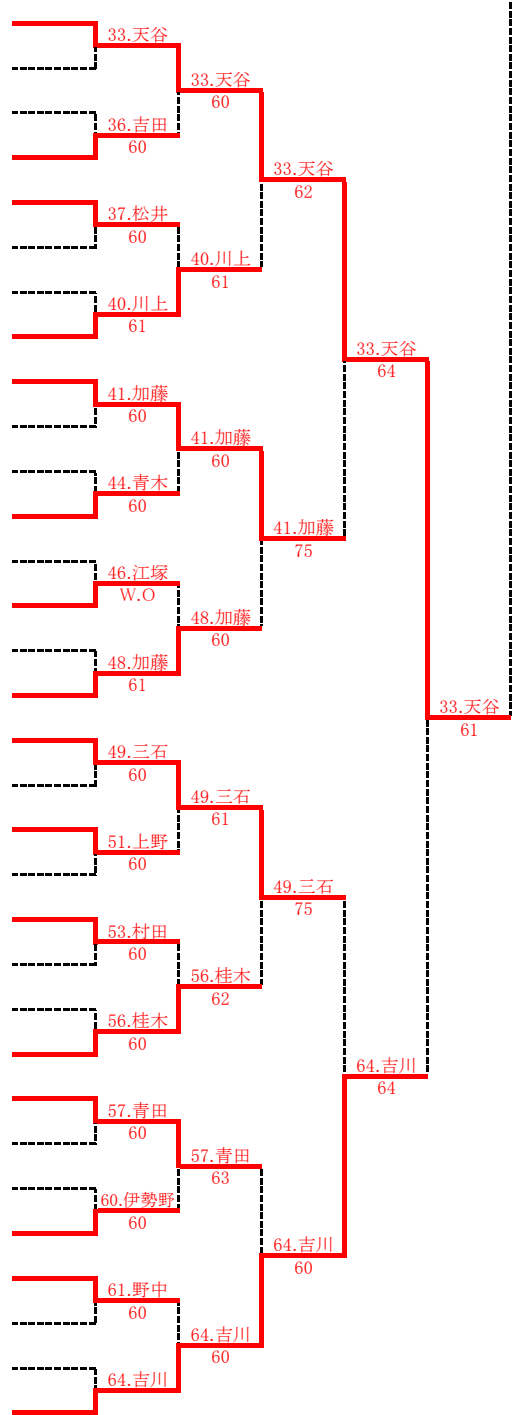 33.天谷
33.天谷
60
36.吉田
60
33.天谷
62
37.松井
60
40.川上
61
40.川上
61
33.天谷
64
41.加藤
60
41.加藤
60
44.青木
60
41.加藤
75
46.江塚
W.O
48.加藤
60
48.加藤
61
33.天谷
61
49.三石
60
49.三石
61
51.上野
60
49.三石
75
53.村田
60
56.桂木
62
56.桂木
60
64.吉川
64
57.青田
60
57.青田
63
60.伊勢野
60
64.吉川
60
61.野中
60
64.吉川
60
64.吉川